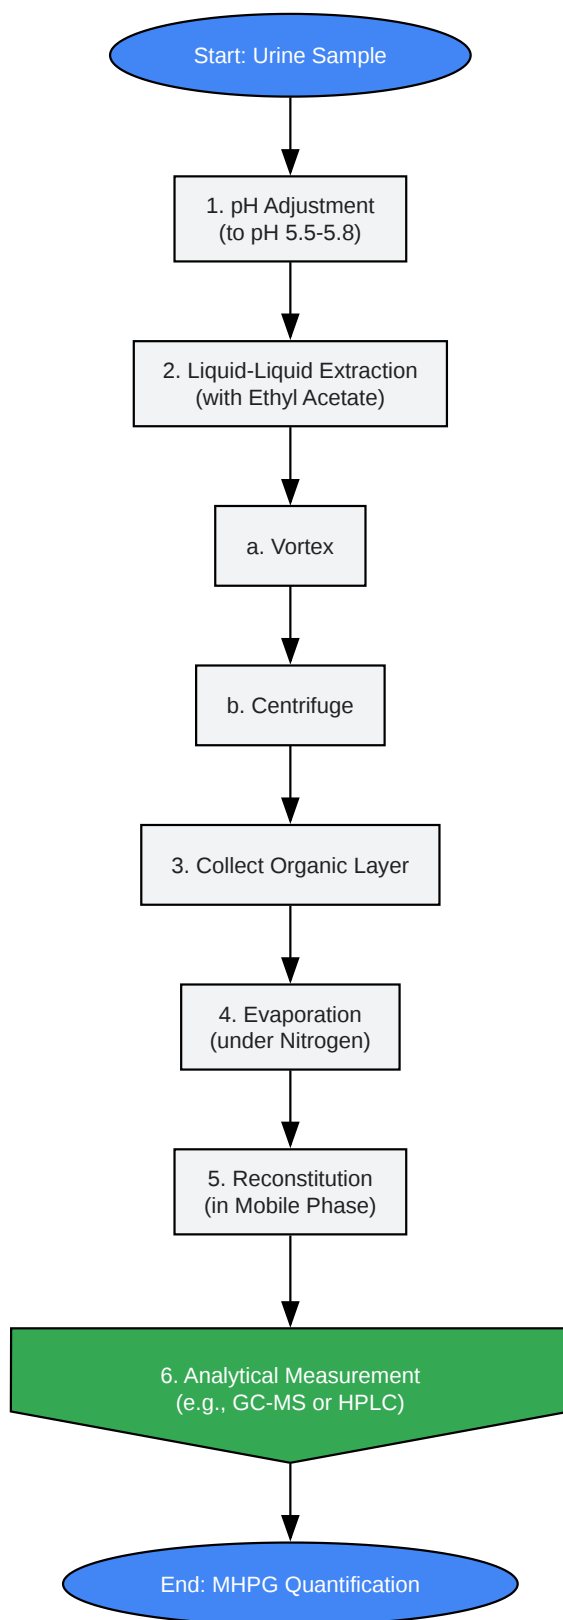 Start: Urine Sample
1. pH Adjustment
(to pH 5.5-5.8)
2. Liquid-Liquid Extraction
(with Ethyl Acetate)
a. Vortex
b. Centrifuge
3. Collect Organic Layer
4. Evaporation
(under Nitrogen)
5. Reconstitution
(in Mobile Phase)
6. Analytical Measurement
(e.g., GC-MS or HPLC)
End: MHPG Quantification